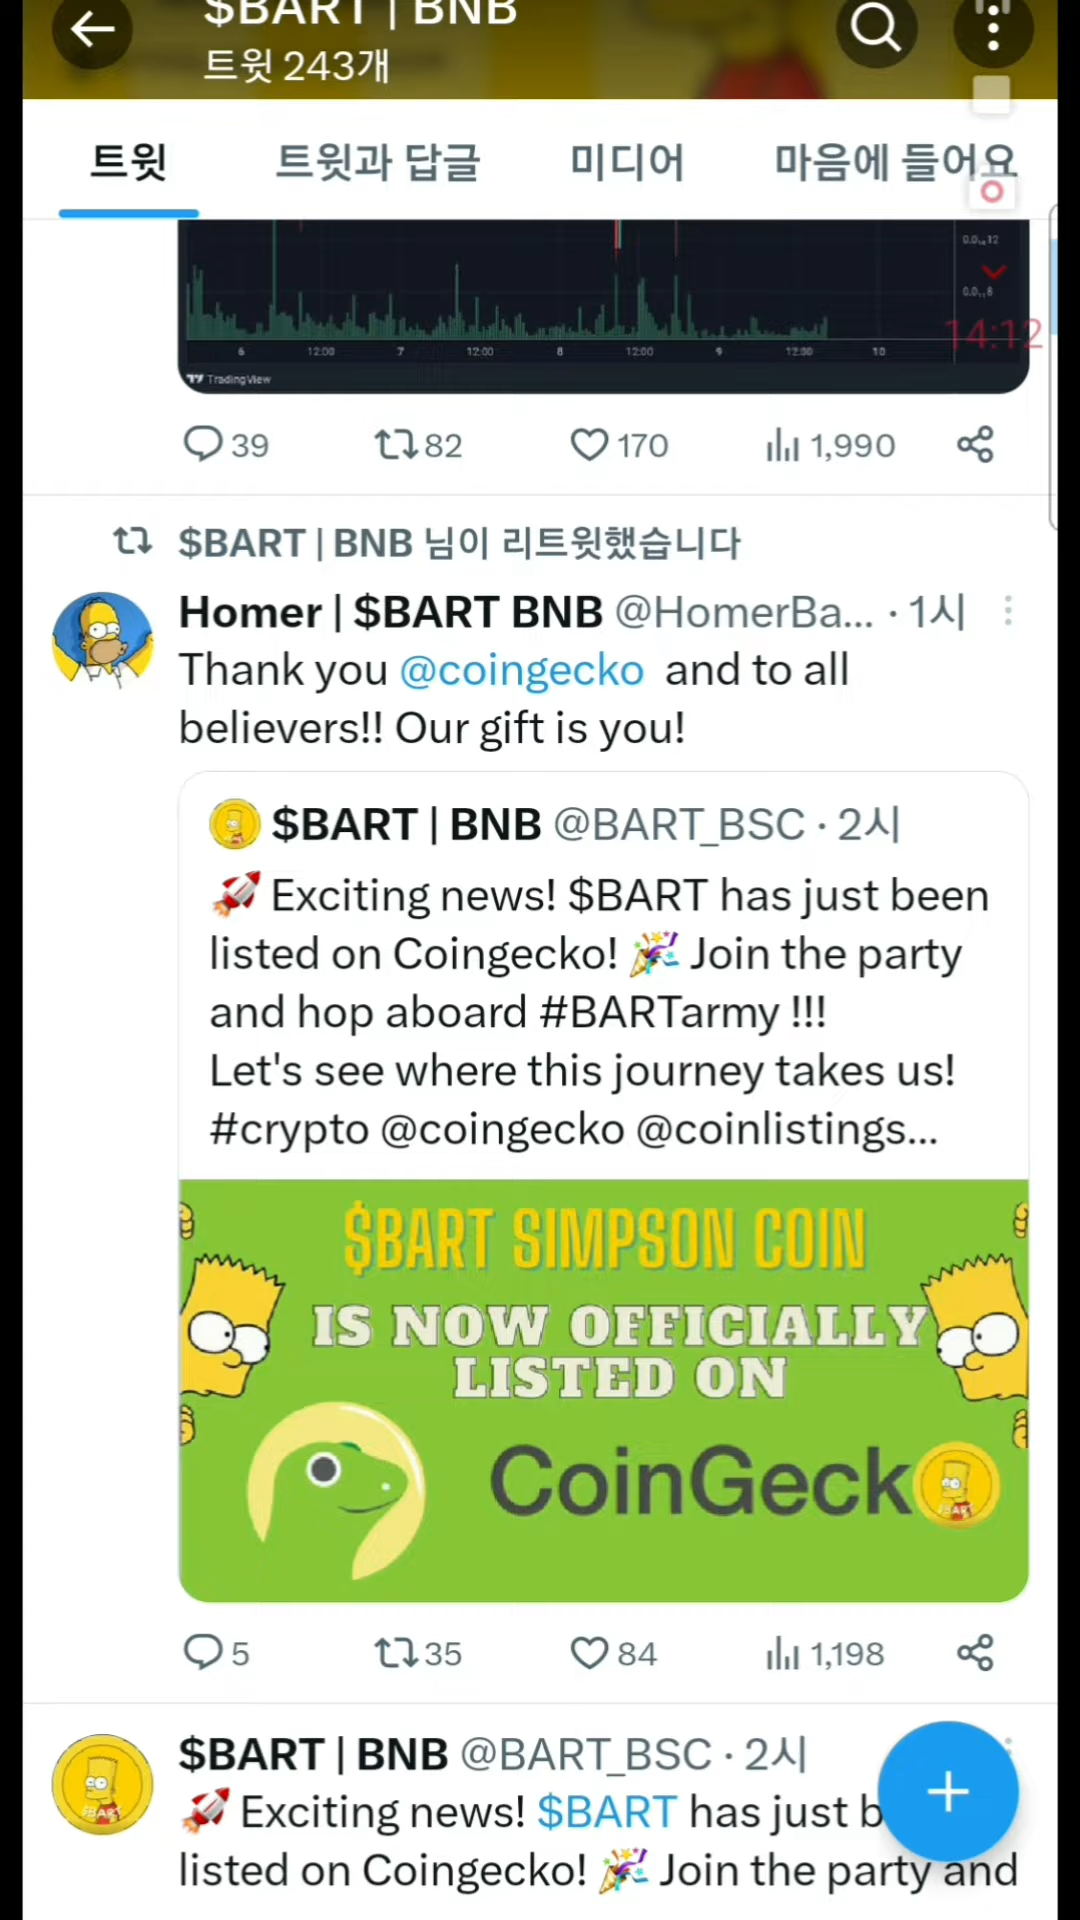 $BART | BNB
트윗 243개
트윗 트윗과 답글 미디어 마음에 들어요
14:12
6 12:00 7 12:00 8 12:00 9 12:00 10
TradingView
39 82 170 1,990
$BART | BNB 님이 리트윗했습니다
Homer | $BART BNB @HomerBa... · 1시
Thank you @coingecko and to all
believers!! Our gift is you!
$BART | BNB @BART_BSC · 2시
🚀 Exciting news! $BART has just been
listed on Coingecko! 🎉 Join the party
and hop aboard #BARTarmy !!!
Let's see where this journey takes us!
#crypto @coingecko @coinlistings...
$BART SIMPSON COIN
IS NOW OFFICIALLY
LISTED ON
CoinGeck
$BART
5 35 84 1,198
$BART | BNB @BART_BSC · 2시
$BART
🚀 Exciting news! $BART has just b
listed on Coingecko! 🎉 Join the party and